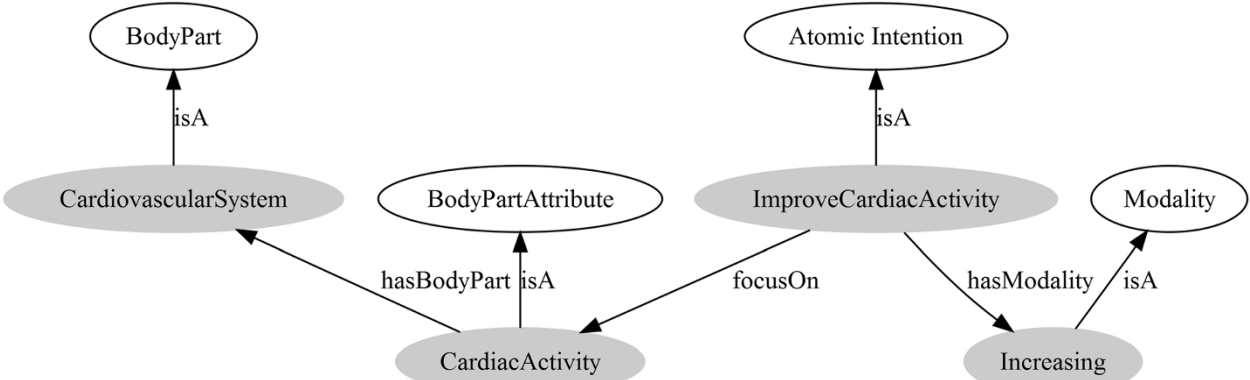 BodyPart
Atomic Intention
isA
isA
CardiovascularSystem
BodyPartAttribute
ImproveCardiacActivity
Modality
hasBodyPart
isA
focusOn
hasModality
isA
CardiacActivity
Increasing